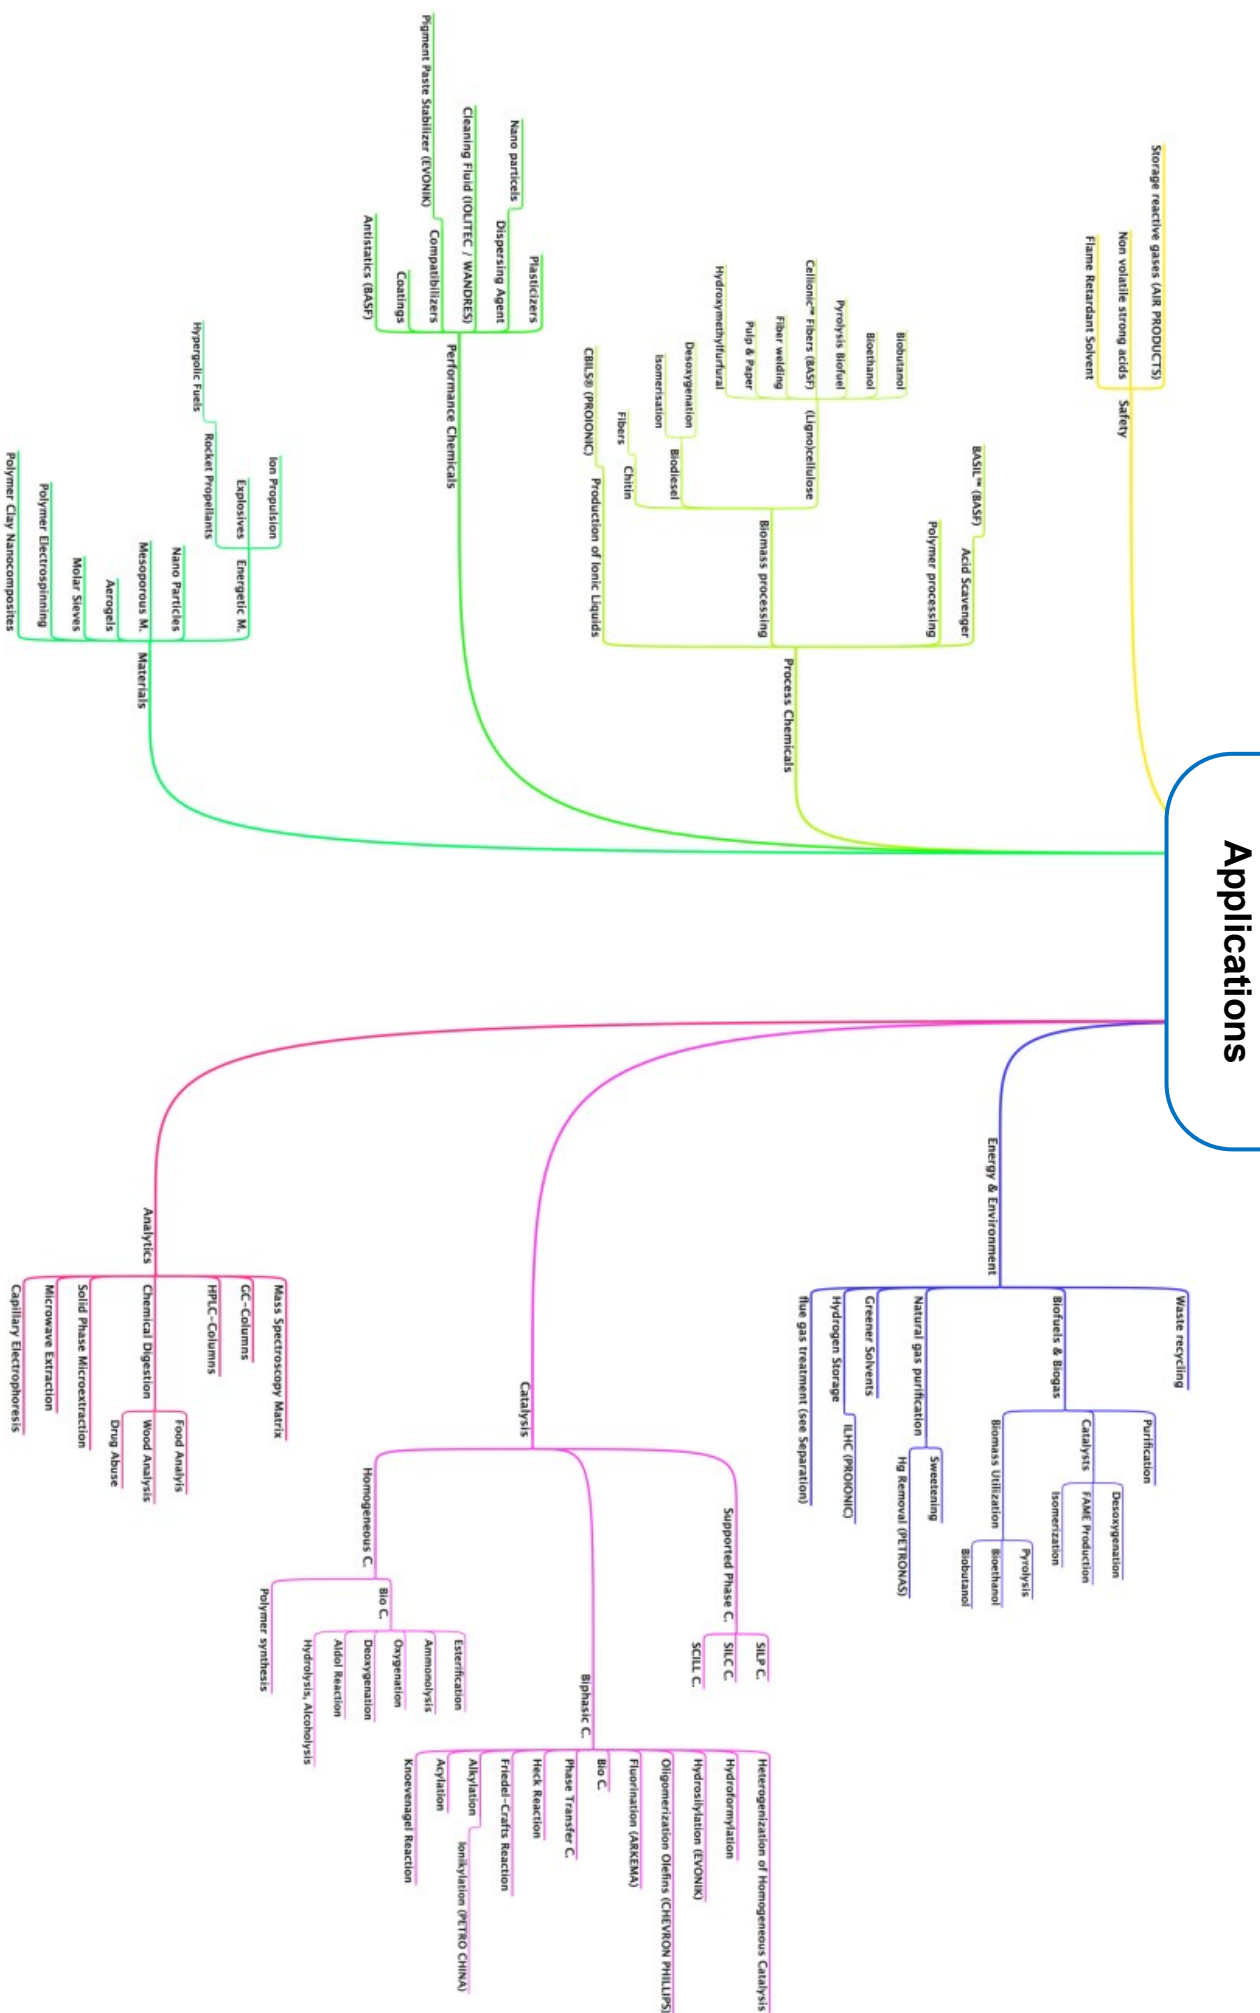 Applications
Storage reactive gases (AIR PRODUCTS)
Non volatile strong acids
Flame Retardant Solvent
Safety
BASIL™ (BASF)
Acid Scavenger
Polymer processing
Biobutanol
Bioethanol
Pyrolysis Biofuel
Cellionic™ Fibers (BASF)
Fiber welding
Pulp & Paper
Hydroxymethylfurfural
(Ligno)cellulose
Desoxygenation
Isomerisation
Biodiesel
Fibers
Chitin
Biomass processing
CBILS® (PROIONIC)
Production of Ionic Liquids
Process Chemicals
Plasticizers
Nano particels
Dispersing Agent
Cleaning Fluid (IOLITEC / WANDRES)
Pigment Paste Stabilizer (EVONIK)
Compatibilizers
Coatings
Antistatics (BASF)
Performance Chemicals
Ion Propulsion
Explosives
Hypergolic Fuels
Rocket Propellants
Energetic M.
Nano Particles
Mesoporous M.
Aerogels
Molar Sieves
Polymer Electrospinning
Polymer Clay Nanocomposites
Materials
Energy & Environment
Waste recycling
Biofuels & Biogas
Purification
Catalysts
Desoxygenation
FAME Production
Isomerization
Biomass Utilization
Pyrolysis
Bioethanol
Biobutanol
Natural gas purification
Sweetening
Hg Removal (PETRONAS)
Greener Solvents
Hydrogen Storage
ILHC (PROIONIC)
flue gas treatment (see Separation)
Catalysis
Supported Phase C.
SILP C.
SILC C.
SCILL C.
Biphasic C.
Heterogenization of Homogeneous Catalysis
Hydroformylation
Hydrosilylation (EVONIK)
Oligomerization Olefins (CHEVRON PHILLIPS)
Fluorination (ARKEMA)
Bio C.
Phase Transfer C.
Heck Reaction
Friedel-Crafts Reaction
Alkylation
Ionikylation (PETRO CHINA)
Acylation
Knoevenagel Reaction
Homogeneous C.
Bio C.
Esterification
Ammonolysis
Oxygenation
Deoxygenation
Aldol Reaction
Hydrolysis, Alcoholysis
Polymer synthesis
Analytics
Mass Spectroscopy Matrix
GC-Columns
HPLC-Columns
Chemical Digestion
Food Analyis
Wood Analysis
Drug Abuse
Solid Phase Microextraction
Microwave Extraction
Capillary Electrophoresis